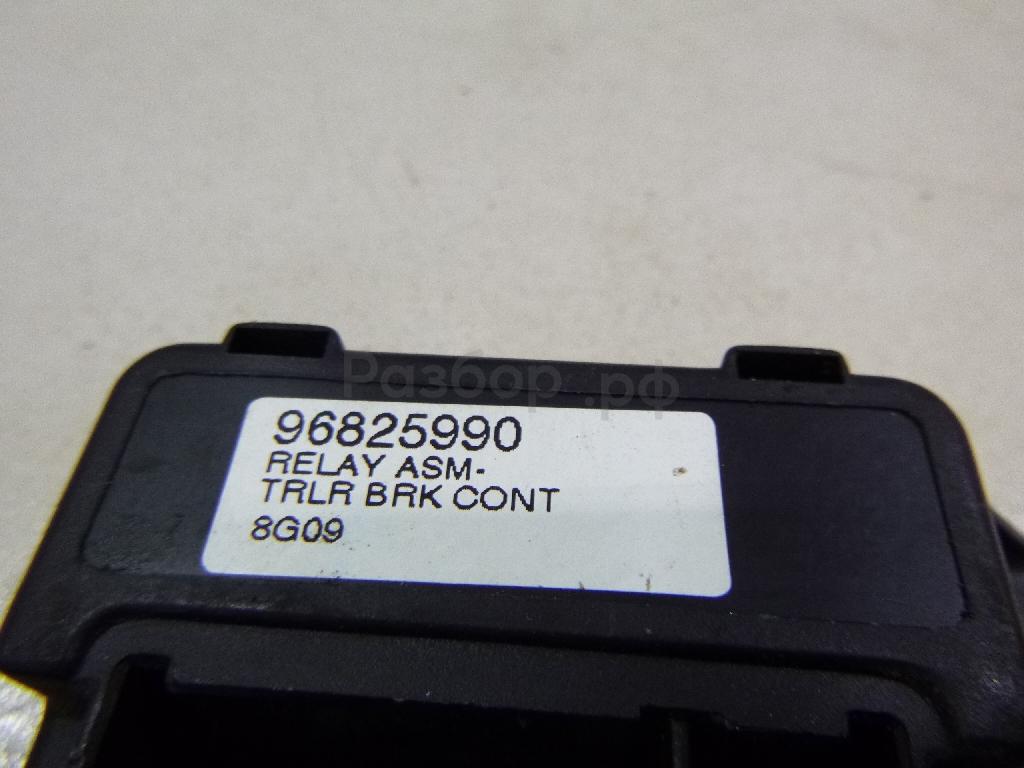 Разбор.рф
96825990
RELAY ASM-
TRLR BRK CONT
8G09